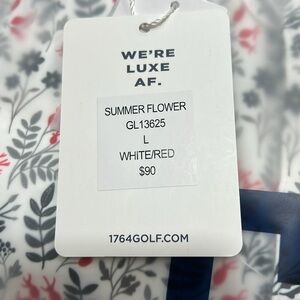 WE'RE
LUXE
AF.
SUMMER FLOWER
GL13625
L
WHITE/RED
$90
1764GOLF.COM